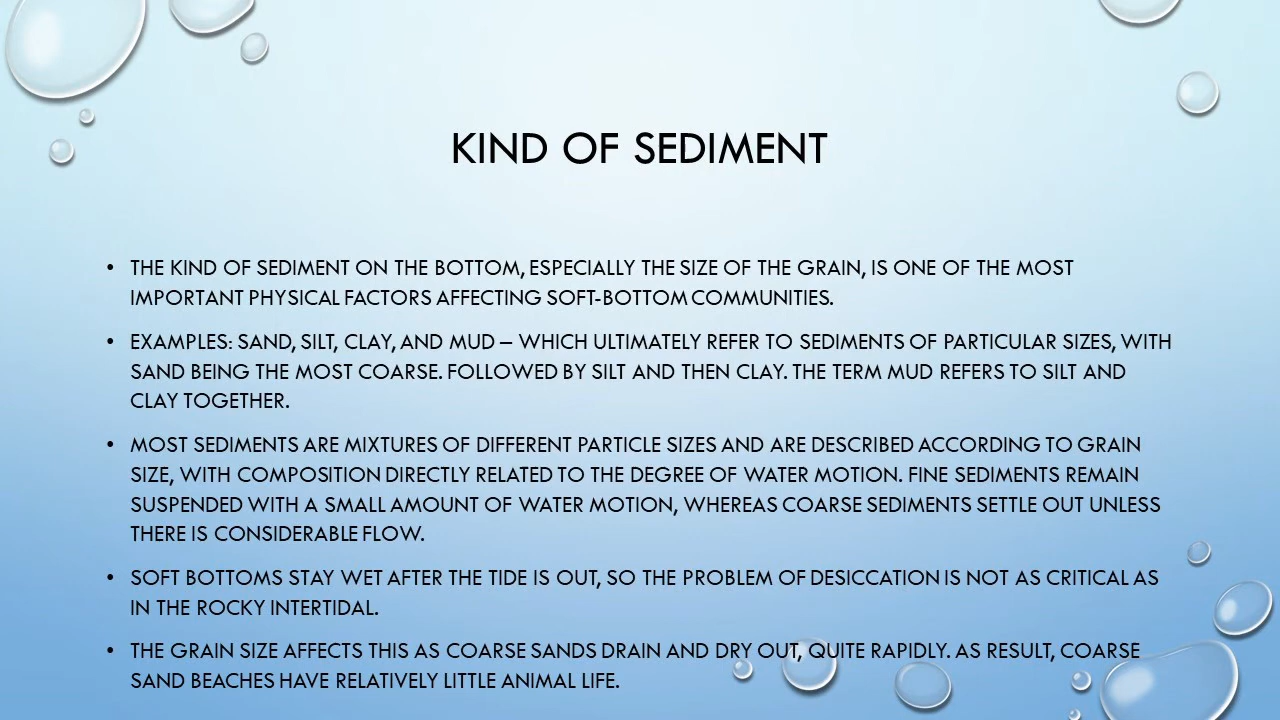 KIND OF SEDIMENT
• THE KIND OF SEDIMENT ON THE BOTTOM, ESPECIALLY THE SIZE OF THE GRAIN, IS ONE OF THE MOST
IMPORTANT PHYSICAL FACTORS AFFECTING SOFT-BOTTOM COMMUNITIES.
• EXAMPLES: SAND, SILT, CLAY, AND MUD – WHICH ULTIMATELY REFER TO SEDIMENTS OF PARTICULAR SIZES, WITH
SAND BEING THE MOST COARSE. FOLLOWED BY SILT AND THEN CLAY. THE TERM MUD REFERS TO SILT AND
CLAY TOGETHER.
• MOST SEDIMENTS ARE MIXTURES OF DIFFERENT PARTICLE SIZES AND ARE DESCRIBED ACCORDING TO GRAIN
SIZE, WITH COMPOSITION DIRECTLY RELATED TO THE DEGREE OF WATER MOTION. FINE SEDIMENTS REMAIN
SUSPENDED WITH A SMALL AMOUNT OF WATER MOTION, WHEREAS COARSE SEDIMENTS SETTLE OUT UNLESS
THERE IS CONSIDERABLE FLOW.
• SOFT BOTTOMS STAY WET AFTER THE TIDE IS OUT, SO THE PROBLEM OF DESICCATION IS NOT AS CRITICAL AS
IN THE ROCKY INTERTIDAL.
• THE GRAIN SIZE AFFECTS THIS AS COARSE SANDS DRAIN AND DRY OUT, QUITE RAPIDLY. AS RESULT, COARSE
SAND BEACHES HAVE RELATIVELY LITTLE ANIMAL LIFE.